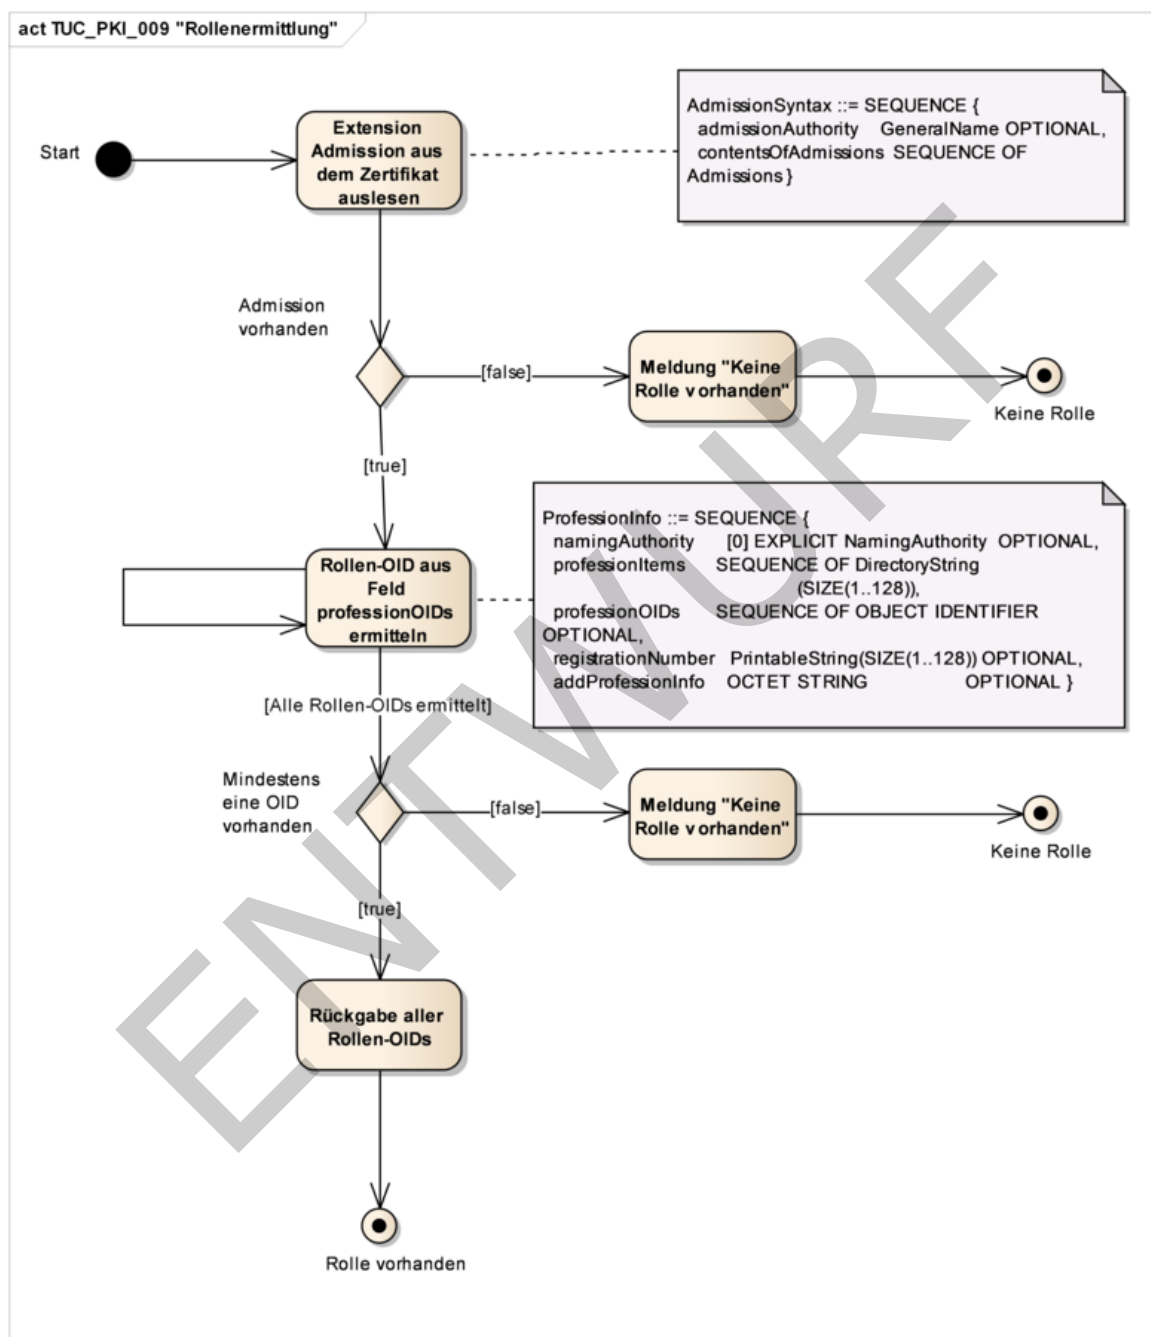 act TUC_PKI_009 "Rollenermittlung"
Start
Extension
Admission aus
dem Zertifikat
auslesen
AdmissionSyntax ::= SEQUENCE {
admissionAuthority GeneralName OPTIONAL,
contentsOfAdmissions SEQUENCE OF
Admissions }
Admission
vorhanden
[false]
Meldung "Keine
Rolle vorhanden"
Keine Rolle
[true]
Rollen-OID aus
Feld
professionOIDs
ermitteln
ProfessionInfo ::= SEQUENCE {
namingAuthority [0] EXPLICIT NamingAuthority OPTIONAL,
professionItems SEQUENCE OF DirectoryString
(SIZE(1..128)),
professionOIDs SEQUENCE OF OBJECT IDENTIFIER
OPTIONAL,
registrationNumber PrintableString(SIZE(1..128)) OPTIONAL,
addProfessionInfo OCTET STRING OPTIONAL }
[Alle Rollen-OIDs ermittelt]
Mindestens
eine OID
vorhanden
[false]
Meldung "Keine
Rolle vorhanden"
Keine Rolle
[true]
Rückgabe aller
Rollen-OIDs
Rolle vorhanden
ENTWURF